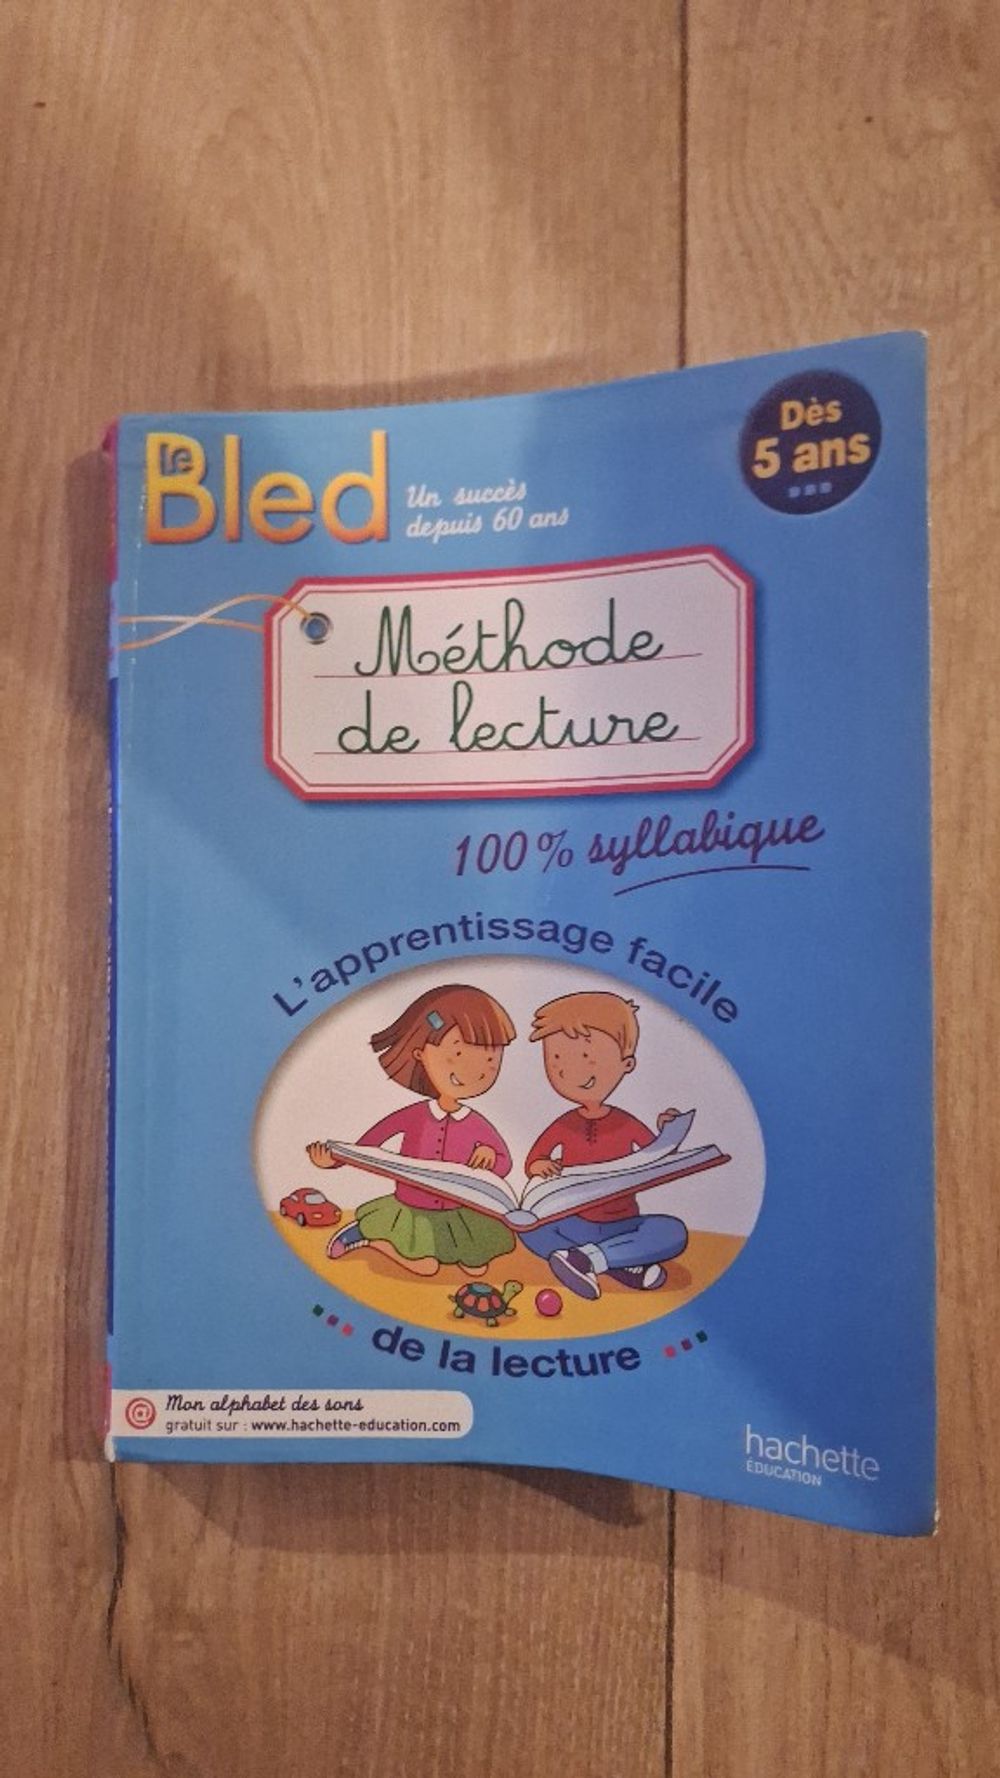 le Bled
Un succès
depuis 60 ans
Dès
5 ans
Méthode
de lecture
100% syllabique
L'apprentissage facile
... de la lecture ...
@ Mon alphabet des sons
gratuit sur : www.hachette-education.com
hachette
ÉDUCATION